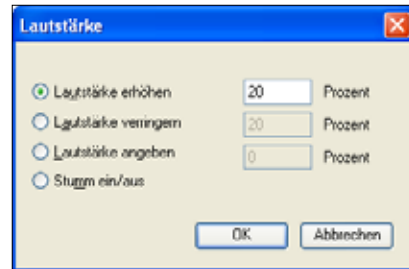 Lautstärke
Lautstärke erhöhen 20 Prozent
Lautstärke verringern 20 Prozent
Lautstärke angeben 0 Prozent
Stumm ein/aus
OK Abbrechen